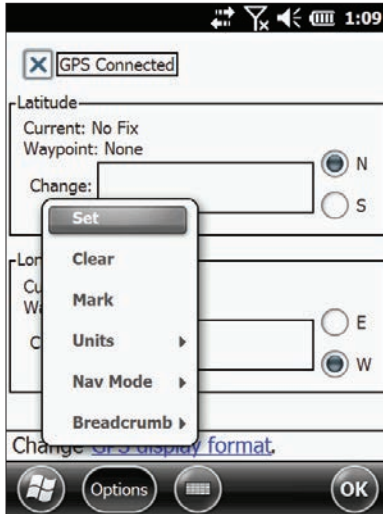 1:09
GPS Connected
Latitude
Current: No Fix
Waypoint: None
N
Change:
S
Set
Clear
Mark
E
Units
W
Nav Mode
Breadcrumb
Change GPS display format.
Options
OK